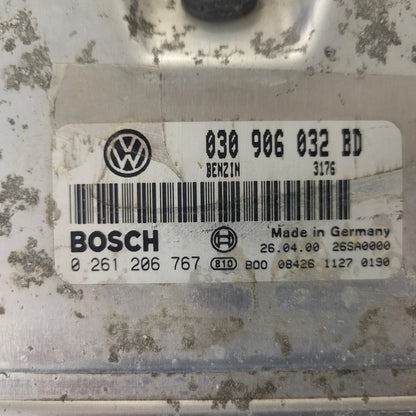 030 906 032 BD
BENZIN 3176
BOSCH
Made in Germany
26.04.00 26SA0000
0 261 206 767 810 B00 08426 1127 0190